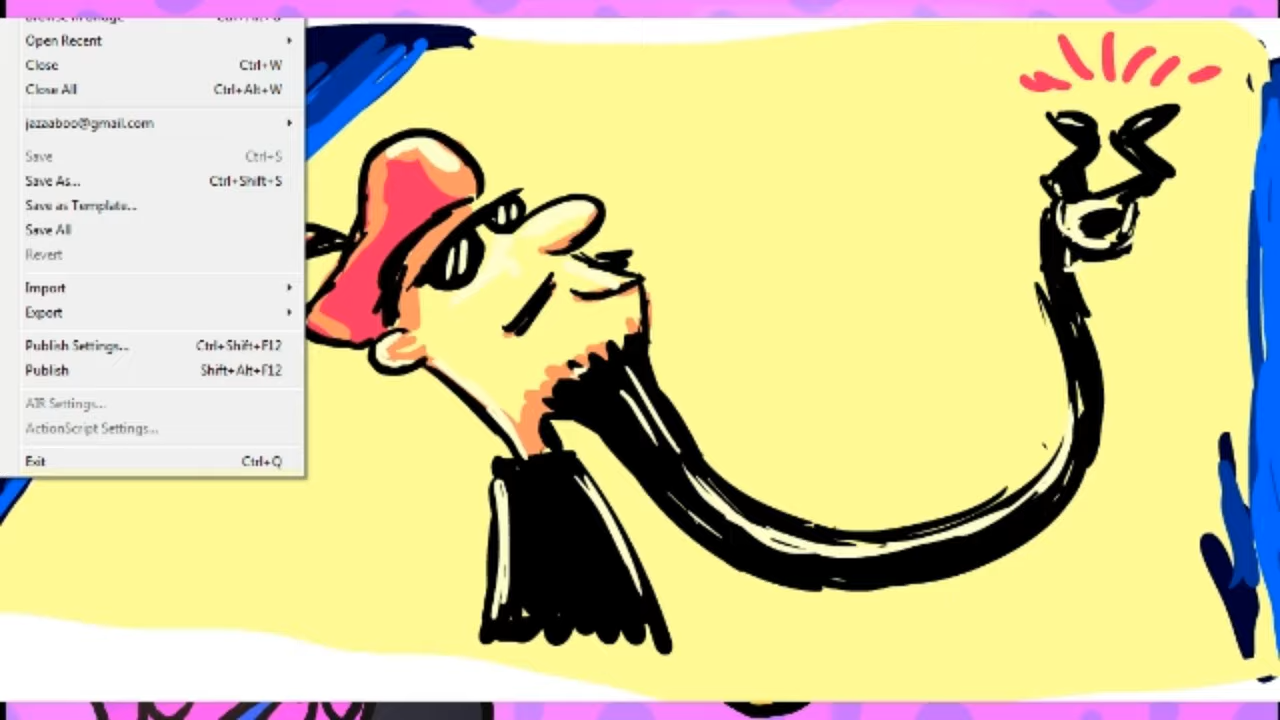 Open Recent
Close Ctrl+W
Close All Ctrl+Alt+W
jazzaboo@gmail.com
Save Ctrl+S
Save As... Ctrl+Shift+S
Save as Template...
Save All
Revert
Import
Export
Publish Settings... Ctrl+Shift+F12
Publish Shift+Alt+F12
AIR Settings...
ActionScript Settings...
Exit Ctrl+Q